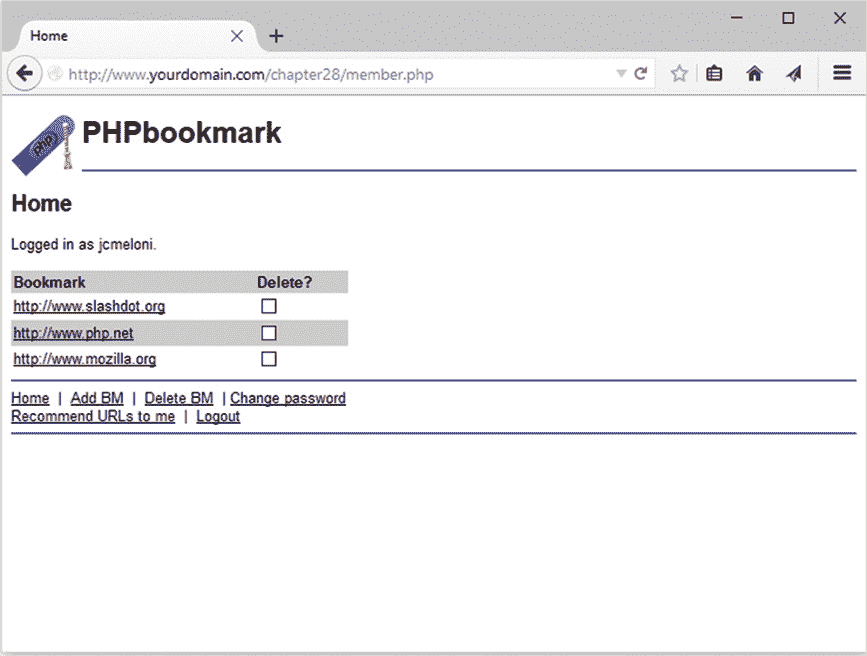 Home
http://www.yourdomain.com/chapter28/member.php
php
PHPbookmark
Home
Logged in as jcmeloni.
Bookmark Delete?
http://www.slashdot.org
http://www.php.net
http://www.mozilla.org
Home | Add BM | Delete BM | Change password
Recommend URLs to me | Logout